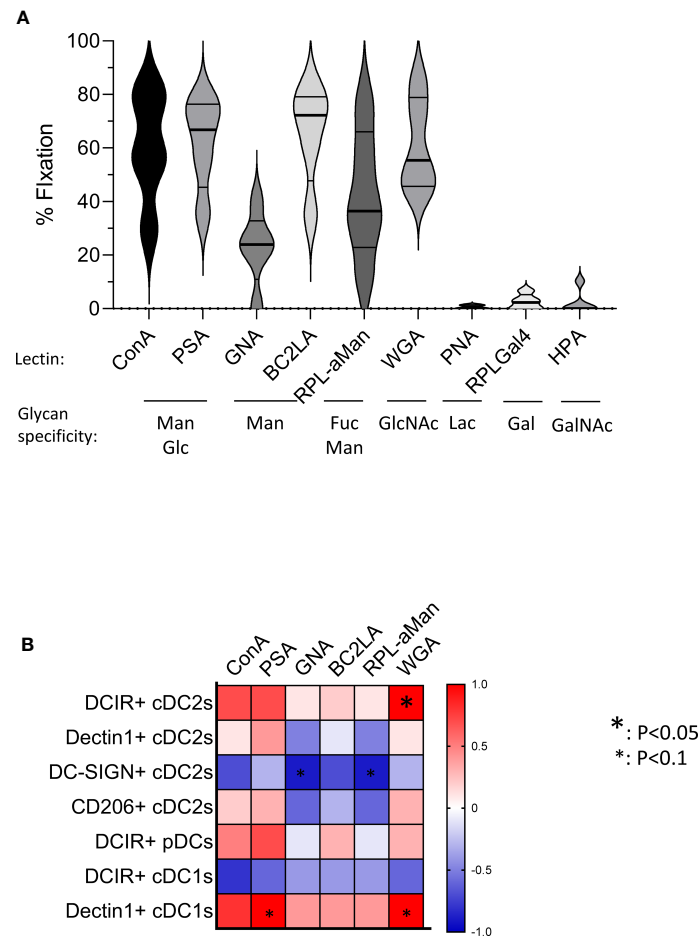 A
100
80
60
40
20
0
% FIxation
Lectin:
ConA
PSA
GNA
BC2LA
RPL-aMan
WGA
PNA
RPLGal4
HPA
Glycan
specificity:
Man
Glc
Man
Fuc
Man
GlcNAc
Lac
Gal
GalNAc
B
ConA
PSA
GNA
BC2LA
RPL-aMan
WGA
DCIR+ cDC2s
Dectin1+ cDC2s
DC-SIGN+ cDC2s
CD206+ cDC2s
DCIR+ pDCs
DCIR+ cDC1s
Dectin1+ cDC1s
*
* *
* *
1.0
0.5
0
-0.5
-1.0
*: P<0.05
*: P<0.1